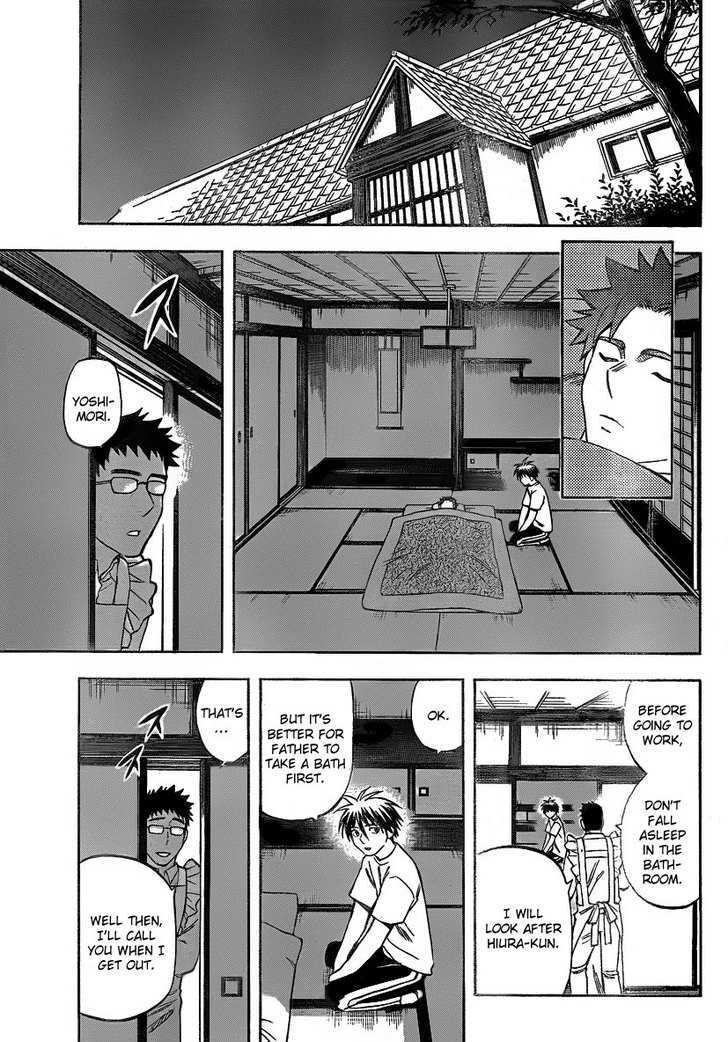 YOSHI-
MORI.
BEFORE
GOING TO
WORK,
DON'T
FALL
ASLEEP
IN THE
BATH-
ROOM.
I WILL
LOOK AFTER
HIURA-KUN.
OK.
BUT IT'S
BETTER FOR
FATHER TO
TAKE A BATH
FIRST.
THAT'S
...
WELL THEN,
I'LL CALL
YOU WHEN I
GET OUT.